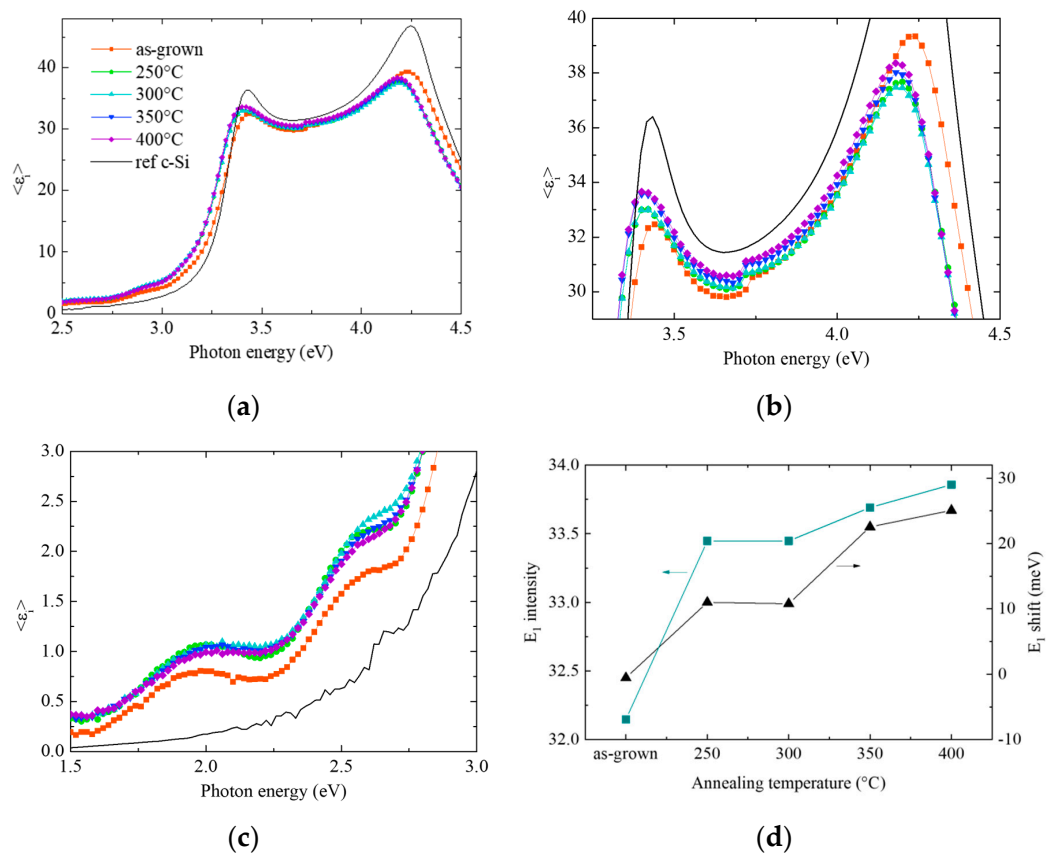 as-grown
250°C
300°C
350°C
400°C
ref c-Si
<ε_i>
40
30
20
10
0
2.5 3.0 3.5 4.0 4.5
Photon energy (eV)
(a)
<ε_i>
40
38
36
34
32
30
3.5 4.0 4.5
Photon energy (eV)
(b)
<ε_i>
3.0
2.5
2.0
1.5
1.0
0.5
0.0
1.5 2.0 2.5 3.0
Photon energy (eV)
(c)
E_1 intensity
34.0
33.5
33.0
32.5
32.0
30
20
10
0
-10
E_1 shift (meV)
as-grown 250 300 350 400
Annealing temperature (°C)
(d)